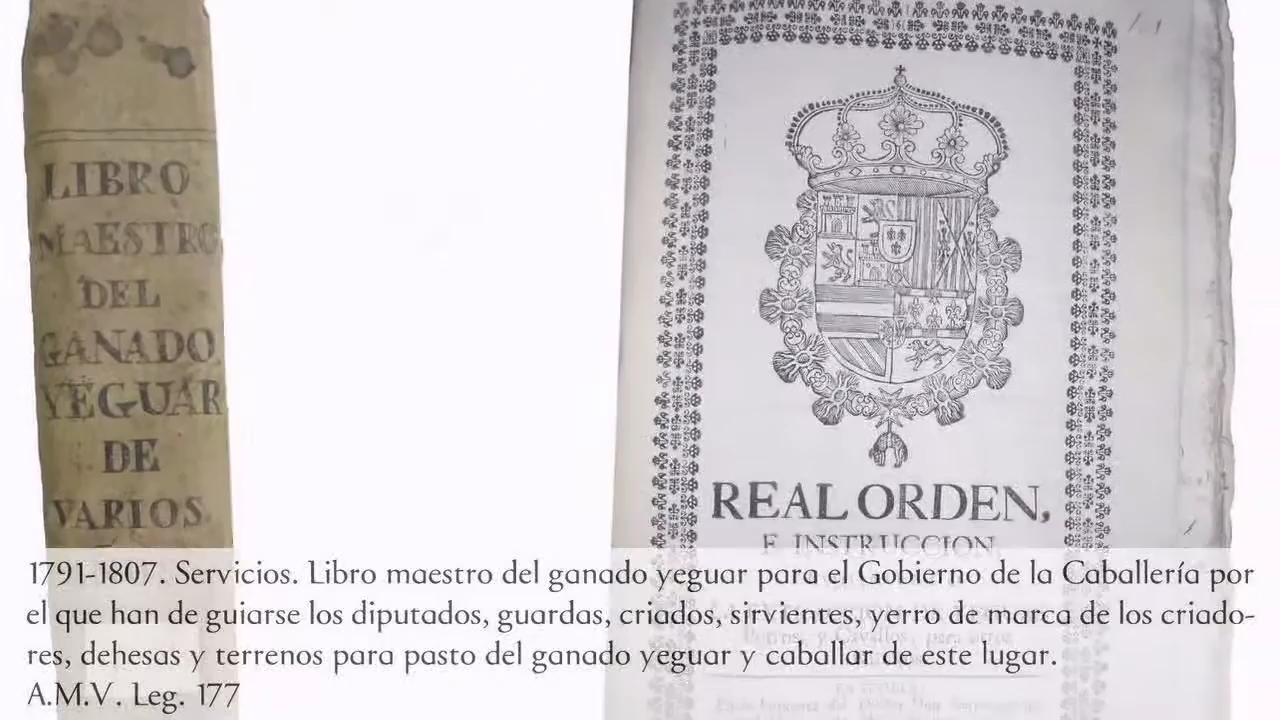 LIBRO
MAESTRO
DEL
GANADO
YEGUAR
DE
VARIOS
REAL ORDEN,
E INSTRUCCION
1791-1807. Servicios. Libro maestro del ganado yeguar para el Gobierno de la Caballería por
el que han de guiarse los diputados, guardas, criados, sirvientes, yerro de marca de los criado-
res, dehesas y terrenos para pasto del ganado yeguar y caballar de este lugar.
A.M.V. Leg. 177